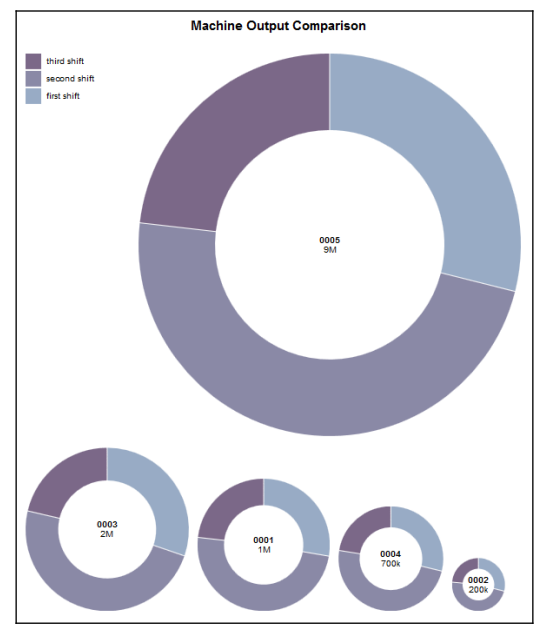 Machine Output Comparison
third shift
second shift
first shift
0005
9M
0003
2M
0001
1M
0004
700k
0002
200k